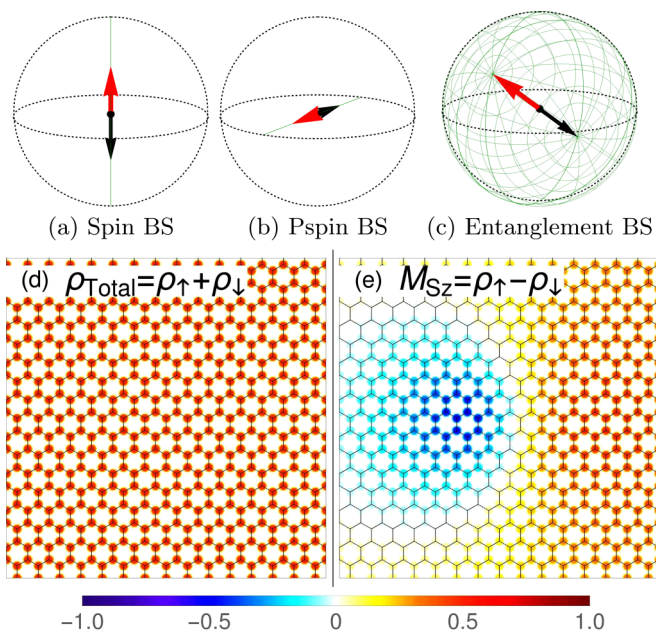 (a) Spin BS
(b) Pspin BS
(c) Entanglement BS
(d) ρTotal=ρ↑+ρ↓
(e) MSz=ρ↑−ρ↓
−1.0 −0.5 0 0.5 1.0